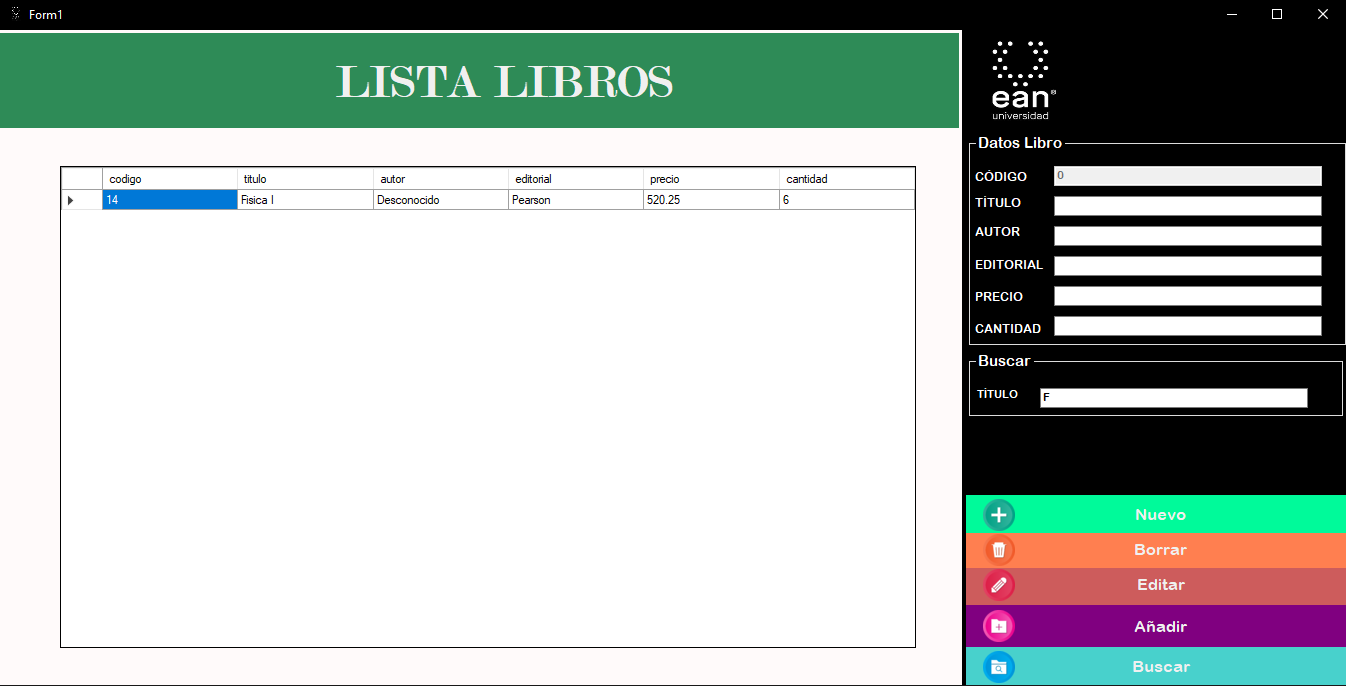 Form1
LISTA LIBROS
codigo titulo autor editorial precio cantidad
14 Fisica I Desconocido Pearson 520.25 6
ean®
universidad
Datos Libro
CÓDIGO 0
TÍTULO
AUTOR
EDITORIAL
PRECIO
CANTIDAD
Buscar
TÍTULO F
Nuevo
Borrar
Editar
Añadir
Buscar